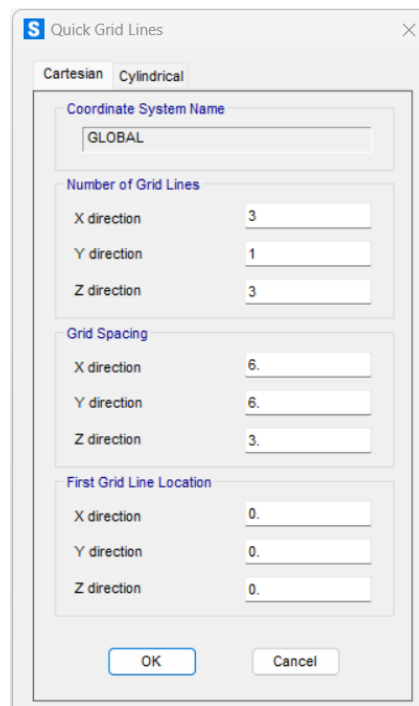 S Quick Grid Lines
Cartesian Cylindrical
Coordinate System Name
GLOBAL
Number of Grid Lines
X direction 3
Y direction 1
Z direction 3
Grid Spacing
X direction 6.
Y direction 6.
Z direction 3.
First Grid Line Location
X direction 0.
Y direction 0.
Z direction 0.
OK Cancel